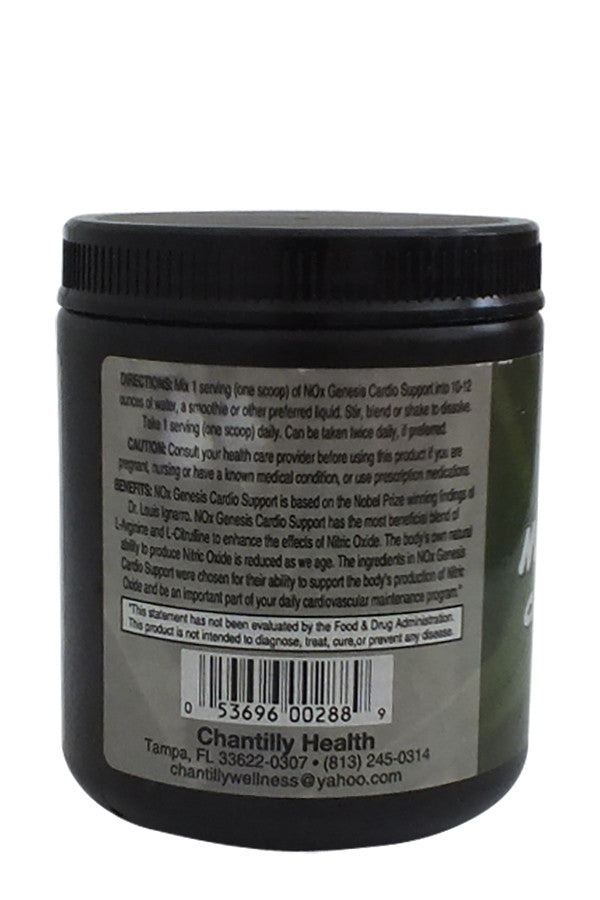 DIRECTIONS: Mix 1 serving (one scoop) of NOx Genesis Cardio Support into 10-12
ounces of water, a smoothie or other preferred liquid. Stir, blend or shake to dissolve.
Take 1 serving (one scoop) daily. Can be taken twice daily, if preferred.
CAUTION: Consult your health care provider before using this product if you are
pregnant, nursing or have a known medical condition, or use prescription medications.
BENEFITS: NOx Genesis Cardio Support is based on the Nobel Prize winning findings of
Dr. Louis Ignarro. NOx Genesis Cardio Support has the most beneficial blend of
L-Arginine and L-Citrulline to enhance the effects of Nitric Oxide. The body's own natural
ability to produce Nitric Oxide is reduced as we age. The ingredients in NOx Genesis
Cardio Support were chosen for their ability to support the body's production of Nitric
Oxide and be an important part of your daily cardiovascular maintenance program.*
*This statement has not been evaluated by the Food & Drug Administration.
This product is not intended to diagnose, treat, cure,or prevent any disease.
0 53696 00288 9
Chantilly Health
Tampa, FL 33622-0307 • (813) 245-0314
chantillywellness@yahoo.com